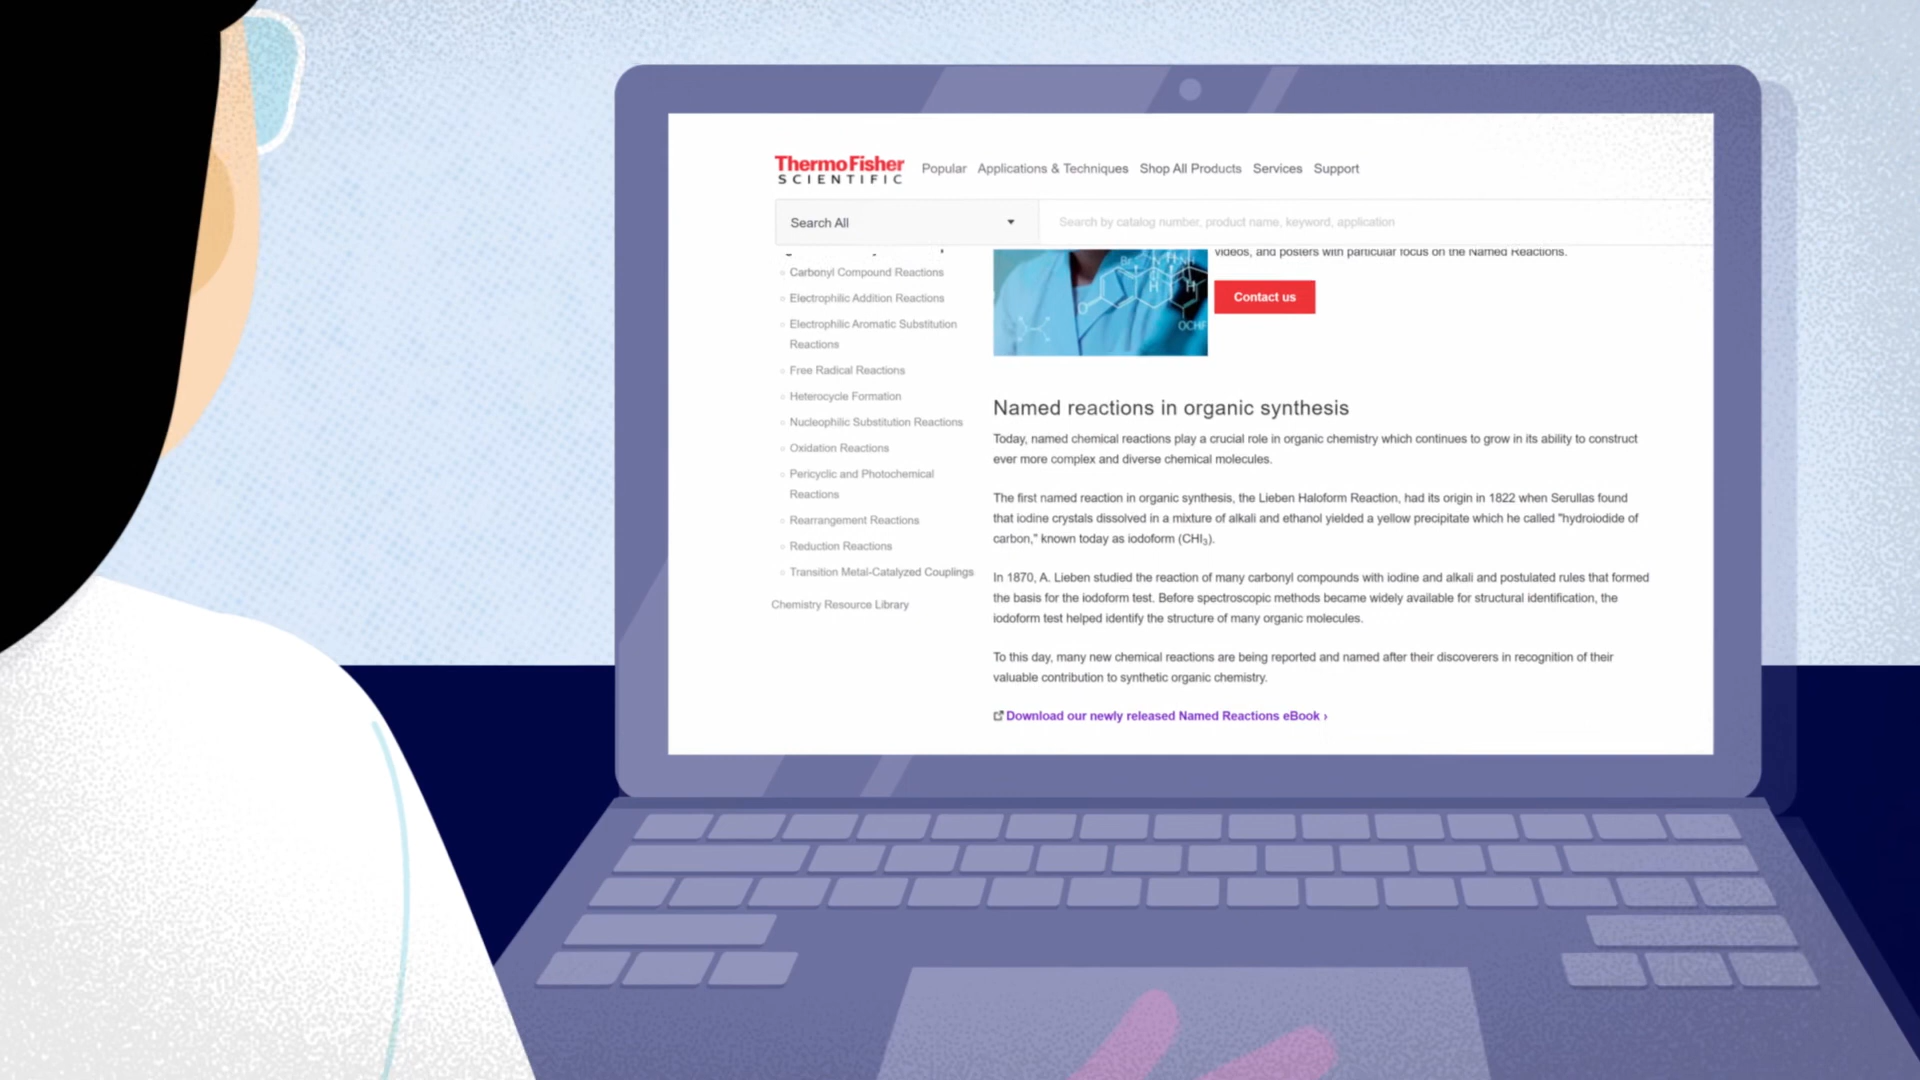 ThermoFisher
SCIENTIFIC
Popular Applications & Techniques Shop All Products Services Support
Search All
Search by catalog number, product name, keyword, application
Carbonyl Compound Reactions
Electrophilic Addition Reactions
Electrophilic Aromatic Substitution
Reactions
Free Radical Reactions
Heterocycle Formation
Nucleophilic Substitution Reactions
Oxidation Reactions
Pericyclic and Photochemical
Reactions
Rearrangement Reactions
Reduction Reactions
Transition Metal-Catalyzed Couplings
Chemistry Resource Library
Br N H NH
H H
O
OCHF
videos, and posters with particular focus on the Named Reactions.
Contact us
Named reactions in organic synthesis
Today, named chemical reactions play a crucial role in organic chemistry which continues to grow in its ability to construct
ever more complex and diverse chemical molecules.
The first named reaction in organic synthesis, the Lieben Haloform Reaction, had its origin in 1822 when Serullas found
that iodine crystals dissolved in a mixture of alkali and ethanol yielded a yellow precipitate which he called "hydroiodide of
carbon," known today as iodoform (CHI₃).
In 1870, A. Lieben studied the reaction of many carbonyl compounds with iodine and alkali and postulated rules that formed
the basis for the iodoform test. Before spectroscopic methods became widely available for structural identification, the
iodoform test helped identify the structure of many organic molecules.
To this day, many new chemical reactions are being reported and named after their discoverers in recognition of their
valuable contribution to synthetic organic chemistry.
Download our newly released Named Reactions eBook ›